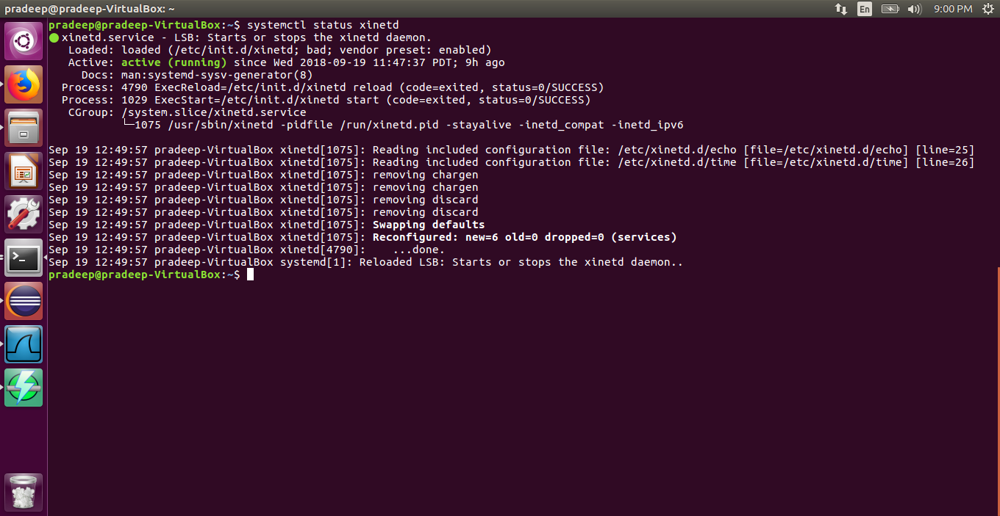 pradeep@pradeep-VirtualBox: ~
En
9:00 PM
pradeep@pradeep-VirtualBox:~$ systemctl status xinetd
● xinetd.service - LSB: Starts or stops the xinetd daemon.
   Loaded: loaded (/etc/init.d/xinetd; bad; vendor preset: enabled)
   Active: active (running) since Wed 2018-09-19 11:47:37 PDT; 9h ago
     Docs: man:systemd-sysv-generator(8)
  Process: 4790 ExecReload=/etc/init.d/xinetd reload (code=exited, status=0/SUCCESS)
  Process: 1029 ExecStart=/etc/init.d/xinetd start (code=exited, status=0/SUCCESS)
   CGroup: /system.slice/xinetd.service
           └─1075 /usr/sbin/xinetd -pidfile /run/xinetd.pid -stayalive -inetd_compat -inetd_ipv6
Sep 19 12:49:57 pradeep-VirtualBox xinetd[1075]: Reading included configuration file: /etc/xinetd.d/echo [file=/etc/xinetd.d/echo] [line=25]
Sep 19 12:49:57 pradeep-VirtualBox xinetd[1075]: Reading included configuration file: /etc/xinetd.d/time [file=/etc/xinetd.d/time] [line=26]
Sep 19 12:49:57 pradeep-VirtualBox xinetd[1075]: removing chargen
Sep 19 12:49:57 pradeep-VirtualBox xinetd[1075]: removing chargen
Sep 19 12:49:57 pradeep-VirtualBox xinetd[1075]: removing discard
Sep 19 12:49:57 pradeep-VirtualBox xinetd[1075]: removing discard
Sep 19 12:49:57 pradeep-VirtualBox xinetd[1075]: Swapping defaults
Sep 19 12:49:57 pradeep-VirtualBox xinetd[1075]: Reconfigured: new=6 old=0 dropped=0 (services)
Sep 19 12:49:57 pradeep-VirtualBox xinetd[4790]:    ...done.
Sep 19 12:49:57 pradeep-VirtualBox systemd[1]: Reloaded LSB: Starts or stops the xinetd daemon..
pradeep@pradeep-VirtualBox:~$